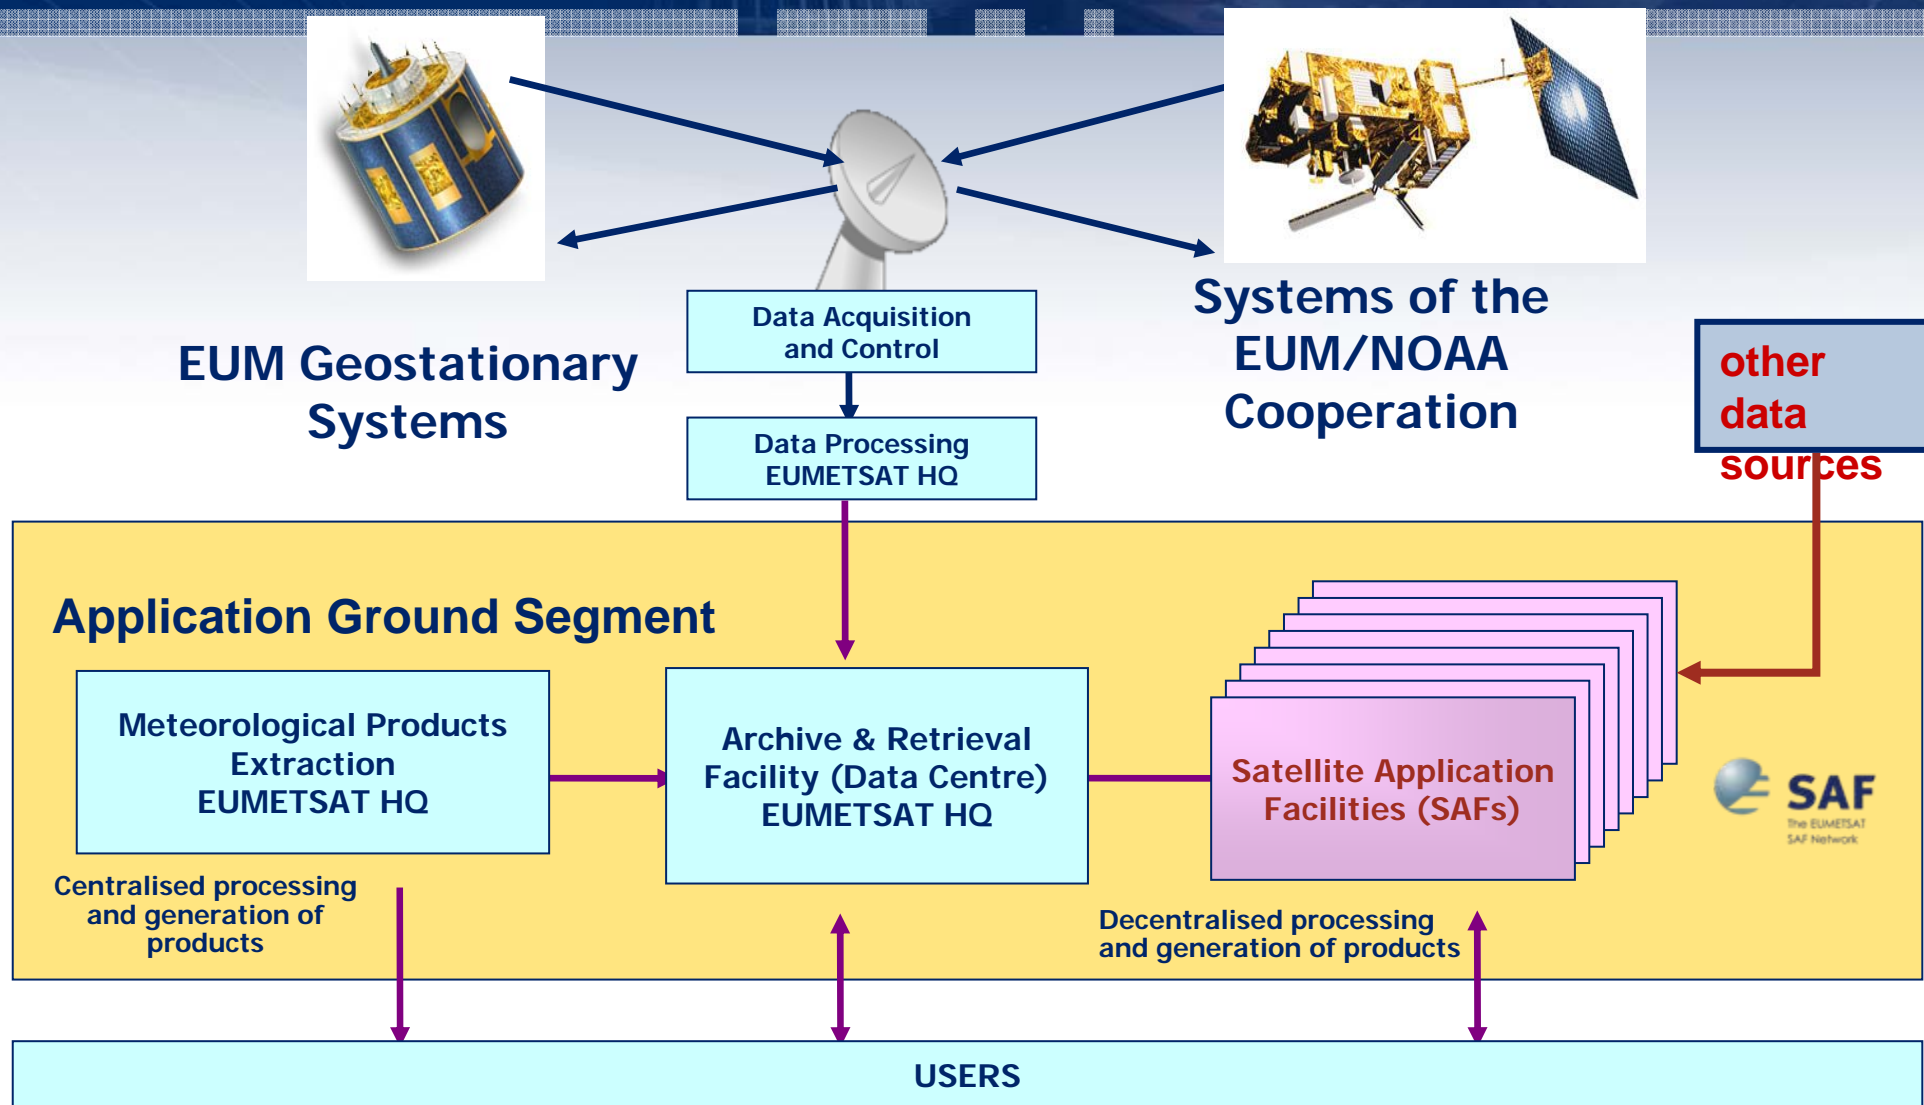 Data Acquisition
and Control
EUM Geostationary
Systems
Systems of the
EUM/NOAA
Cooperation
other
data
sources
Data Processing
EUMETSAT HQ
Application Ground Segment
Meteorological Products
Extraction
EUMETSAT HQ
Archive & Retrieval
Facility (Data Centre)
EUMETSAT HQ
Satellite Application
Facilities (SAFs)
SAF
The EUMETSAT
SAF Network
Centralised processing
and generation of
products
Decentralised processing
and generation of products
USERS